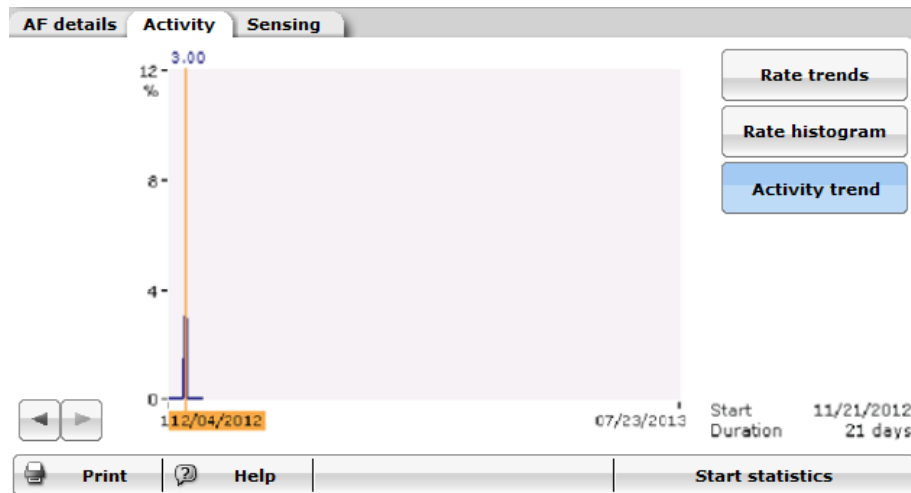 AF details Activity Sensing
3.00
12
%
8
4
0
12/04/2012
07/23/2013
Rate trends
Rate histogram
Activity trend
Start 11/21/2012
Duration 21 days
Print Help Start statistics